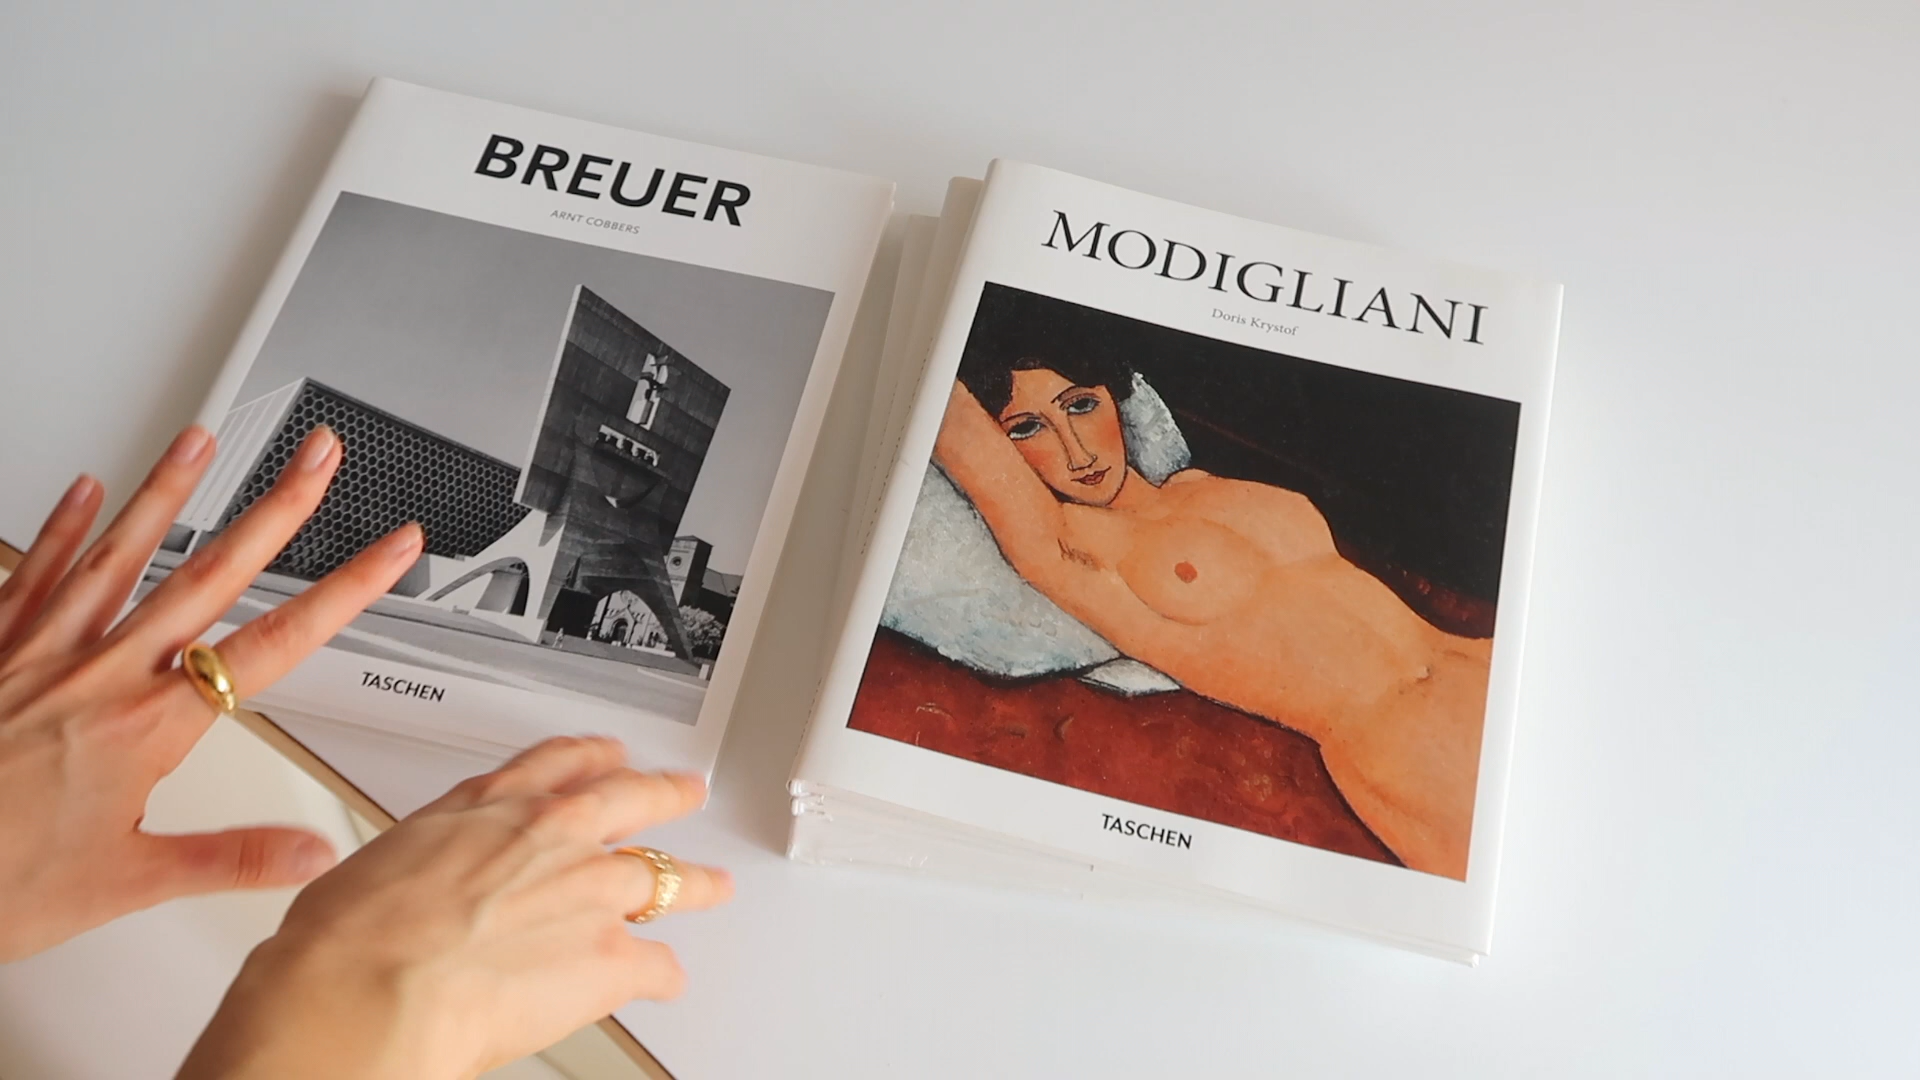 BREUER
ARNT COBBERS
TASCHEN
MODIGLIANI
Doris Krystof
TASCHEN